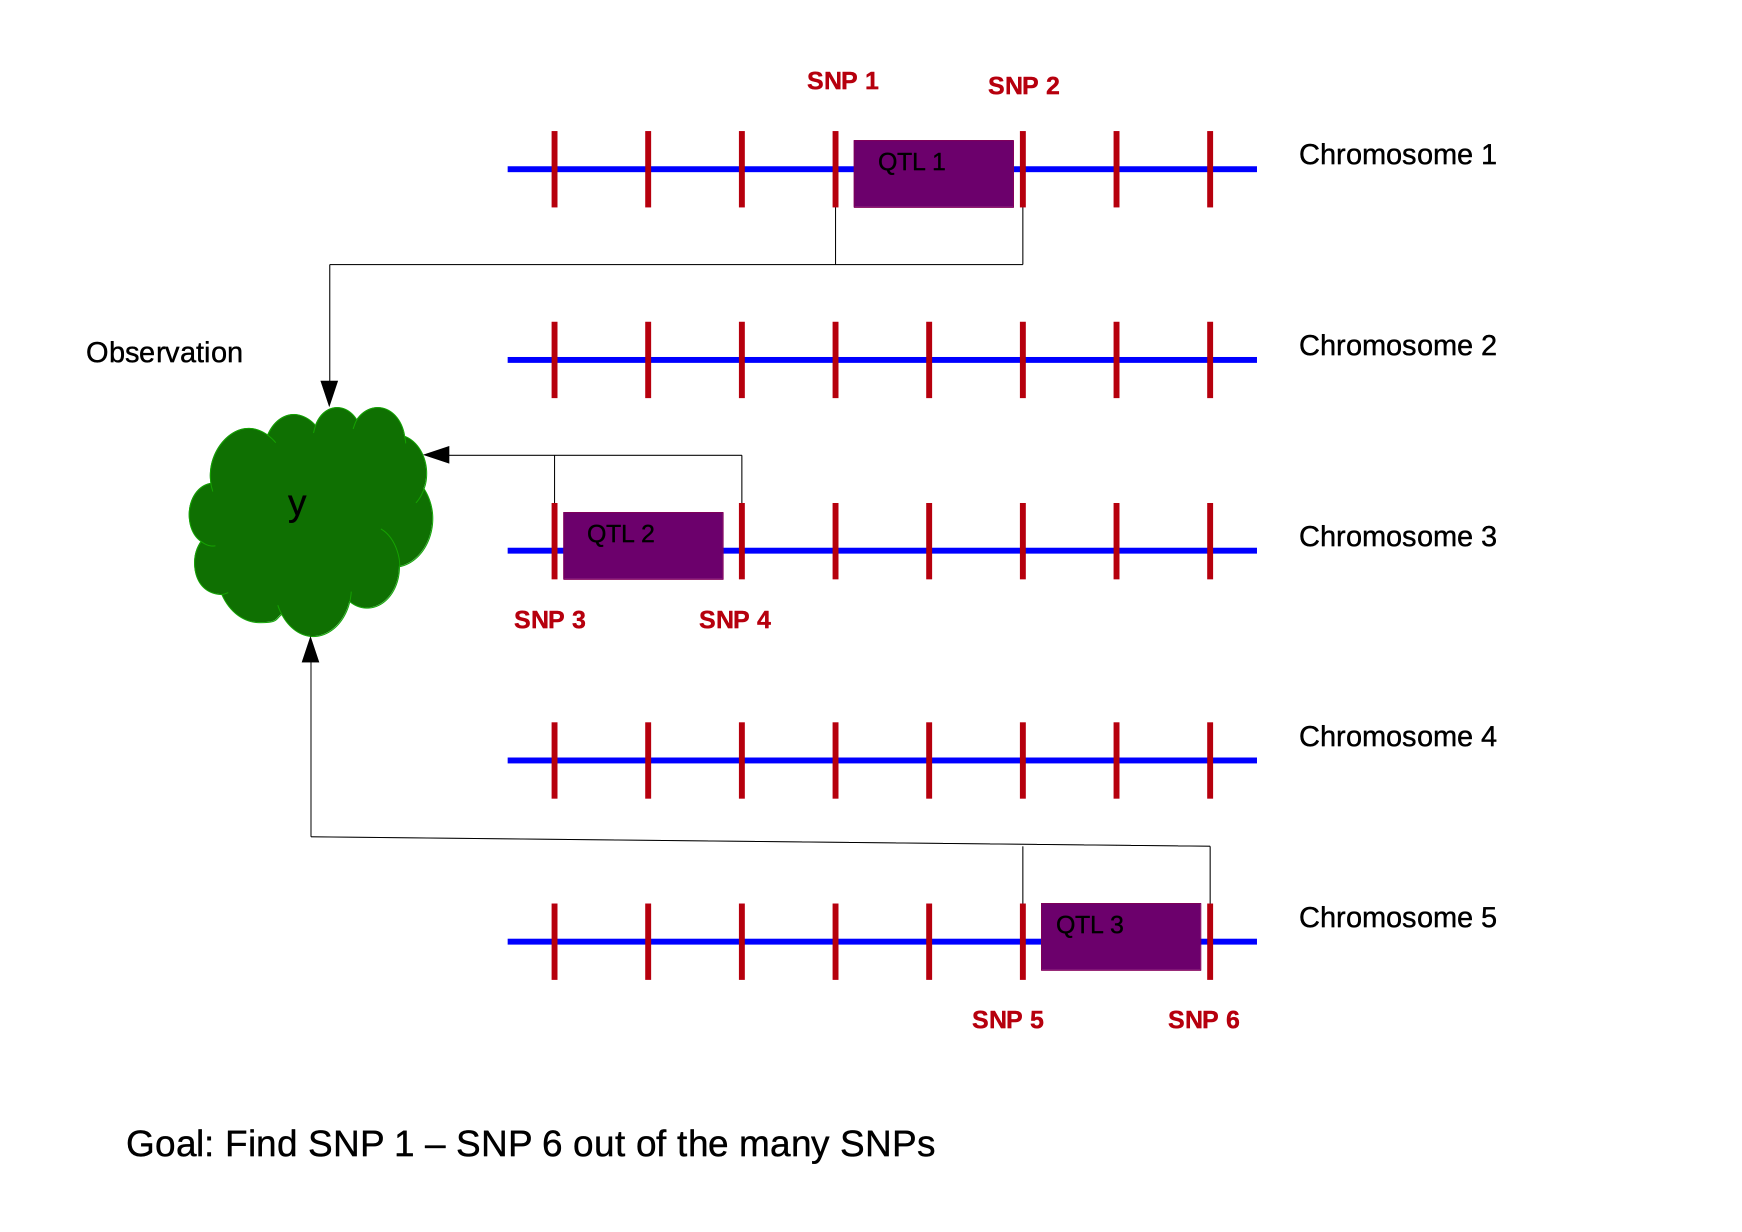 SNP 1
SNP 2
QTL 1
Chromosome 1
Observation
Chromosome 2
y
QTL 2
Chromosome 3
SNP 3
SNP 4
Chromosome 4
QTL 3
Chromosome 5
SNP 5
SNP 6
Goal: Find SNP 1 – SNP 6 out of the many SNPs